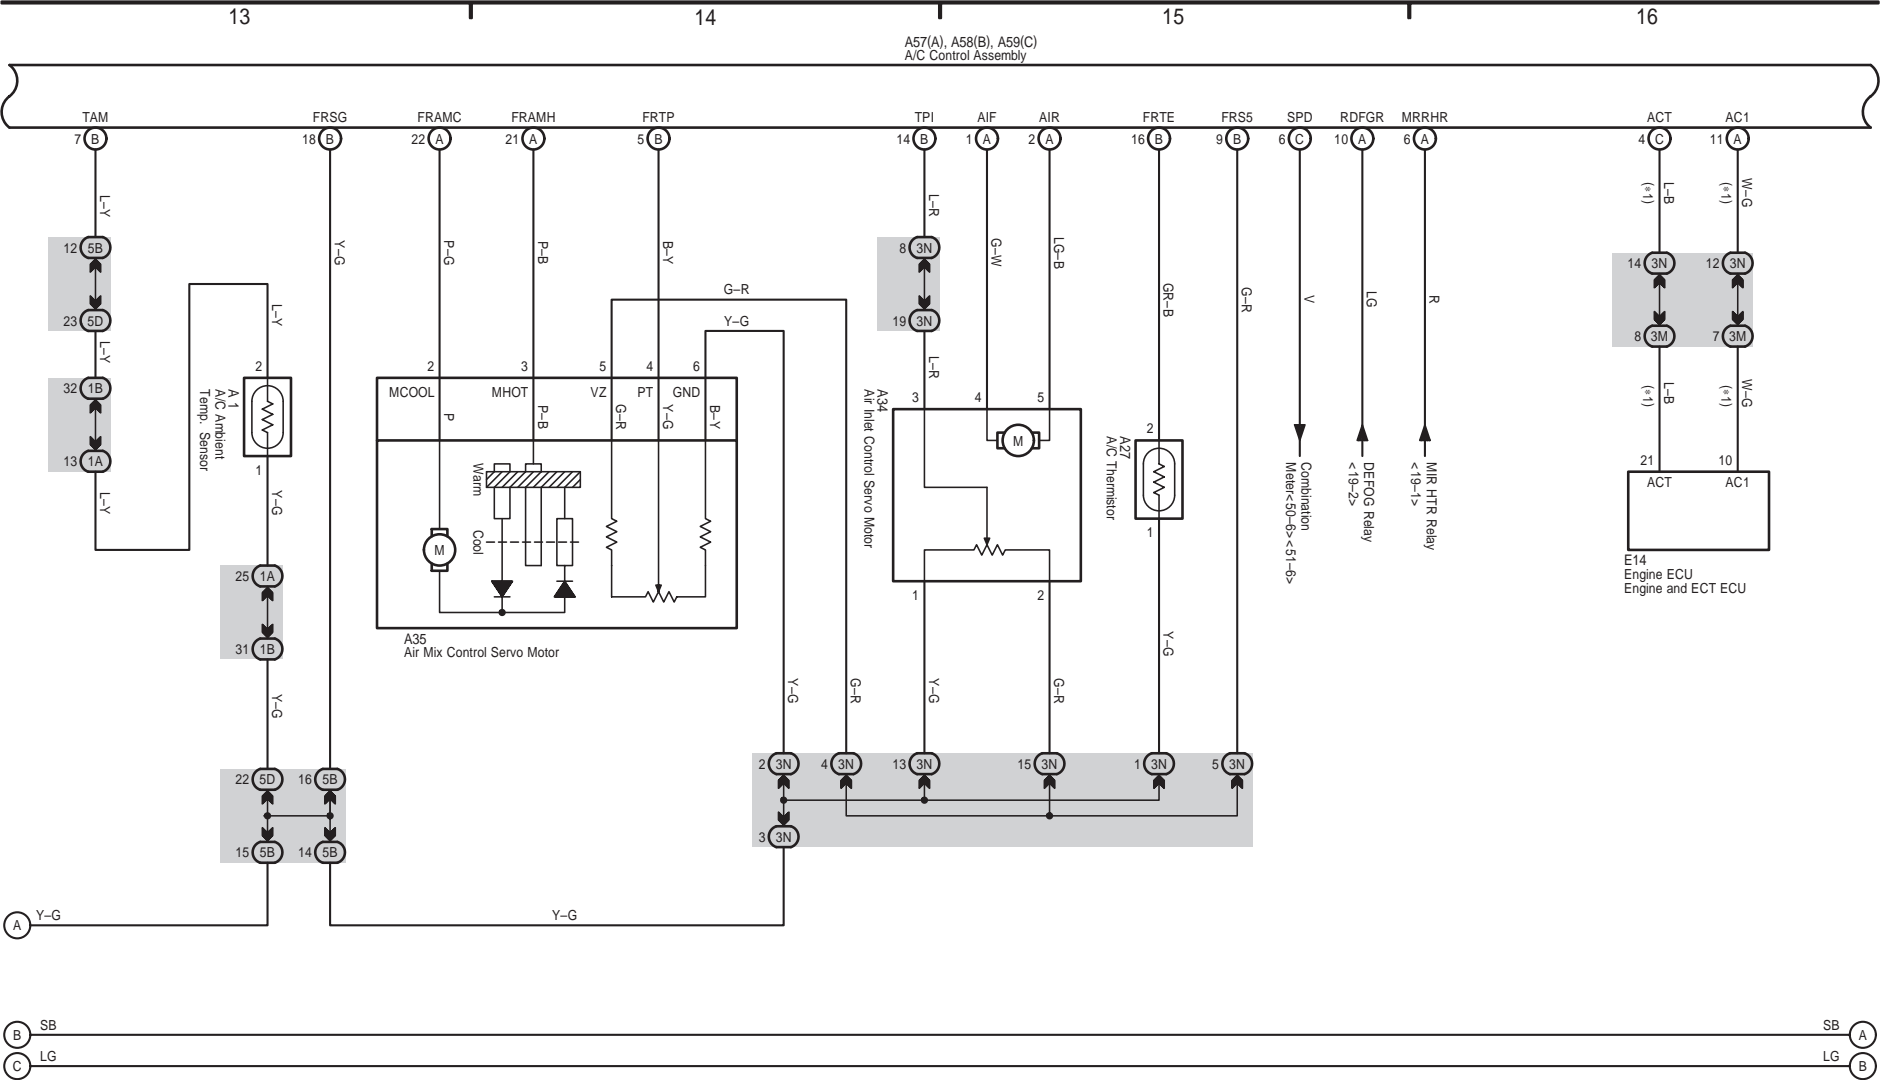 13 14 15 16
A57(A), A58(B), A59(C)
A/C Control Assembly
TAM FRSG FRAMC FRAMH FRTP TPI AIF AIR FRTE FRS5 SPD RDFGR MRRHR ACT AC1
7 B 18 B 22 A 21 A 5 B 14 B 1 A 2 A 16 B 9 B 6 C 10 A 6 A 4 C 11 A
L–Y
Y–G
P–G
P–B
B–Y
L–R
G–W
LG–B
GR–B
G–R
V
LG
R
(*1) L–B
(*1) W–G
12 5B
8 3N
14 3N 12 3N
23 5D
19 3N
8 3M 7 3M
G–R
Y–G
L–Y
L–Y
L–R
(*1) L–B
(*1) W–G
32 1B
13 1A
L–Y
2
A 1
A/C Ambient
Temp. Sensor
1
Y–G
25 1A
31 1B
Y–G
2 3 5 4 6
MCOOL MHOT VZ PT GND
P P–B G–R Y–G B–Y
Warm
Cool
M
A35
Air Mix Control Servo Motor
A34
Air Inlet Control Servo Motor
3 4 5
M
1 2
2
A27
A/C Thermistor
1
Combination
Meter<50–6><51–6>
DEFOG Relay
<19–2>
MIR HTR Relay
<19–1>
21 10
ACT AC1
E14
Engine ECU
Engine and ECT ECU
Y–G G–R Y–G G–R Y–G
22 5D 16 5B
15 5B 14 5B
2 3N 4 3N 13 3N 15 3N 1 3N 5 3N
3 3N
A Y–G Y–G
B SB SB A
C LG LG B